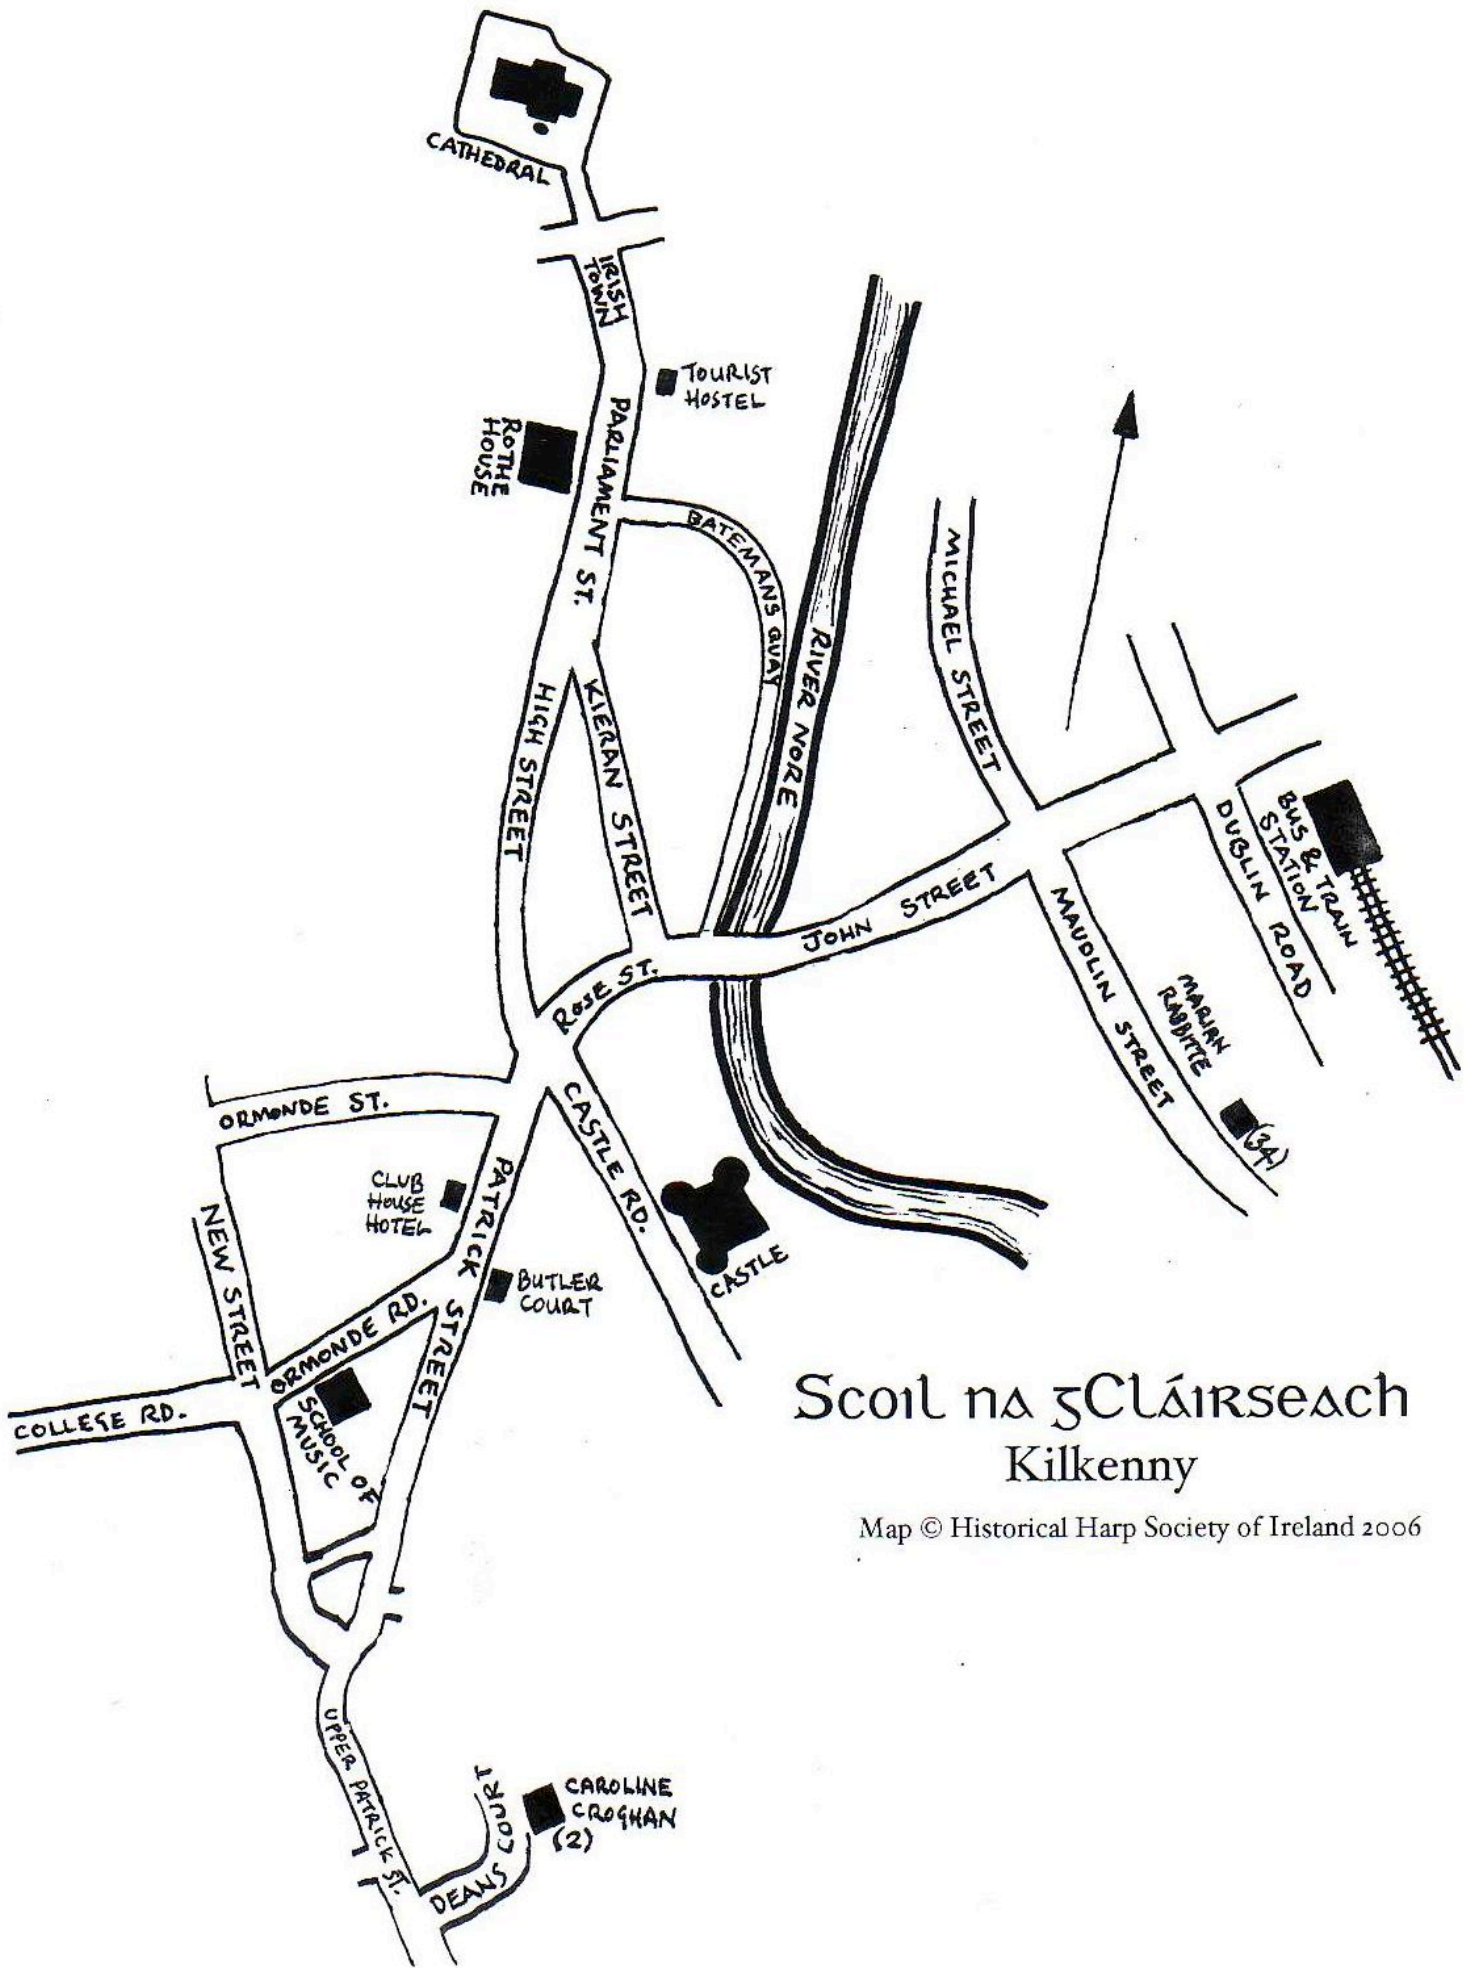 CATHEDRAL
IRISH
TOWN
TOURIST
HOSTEL
ROTHE
HOUSE
PARLIAMENT ST.
BATEMANS QUAY
RIVER NORE
MICHAEL STREET
HIGH STREET
KIERAN STREET
JOHN STREET
ROSE ST.
BUS & TRAIN
STATION
DUBLIN ROAD
MAUDLIN STREET
MARIAN
RABBITTE
(34)
ORMONDE ST.
CASTLE RD.
CASTLE
CLUB
HOUSE
HOTEL
PATRICK STREET
BUTLER
COURT
NEW STREET
ORMONDE RD.
COLLEGE RD.
SCHOOL OF
MUSIC
Scoil na gCláirseach
Kilkenny
Map © Historical Harp Society of Ireland 2006
UPPER PATRICK ST.
DEANS COURT
CAROLINE
CROGHAN
(2)